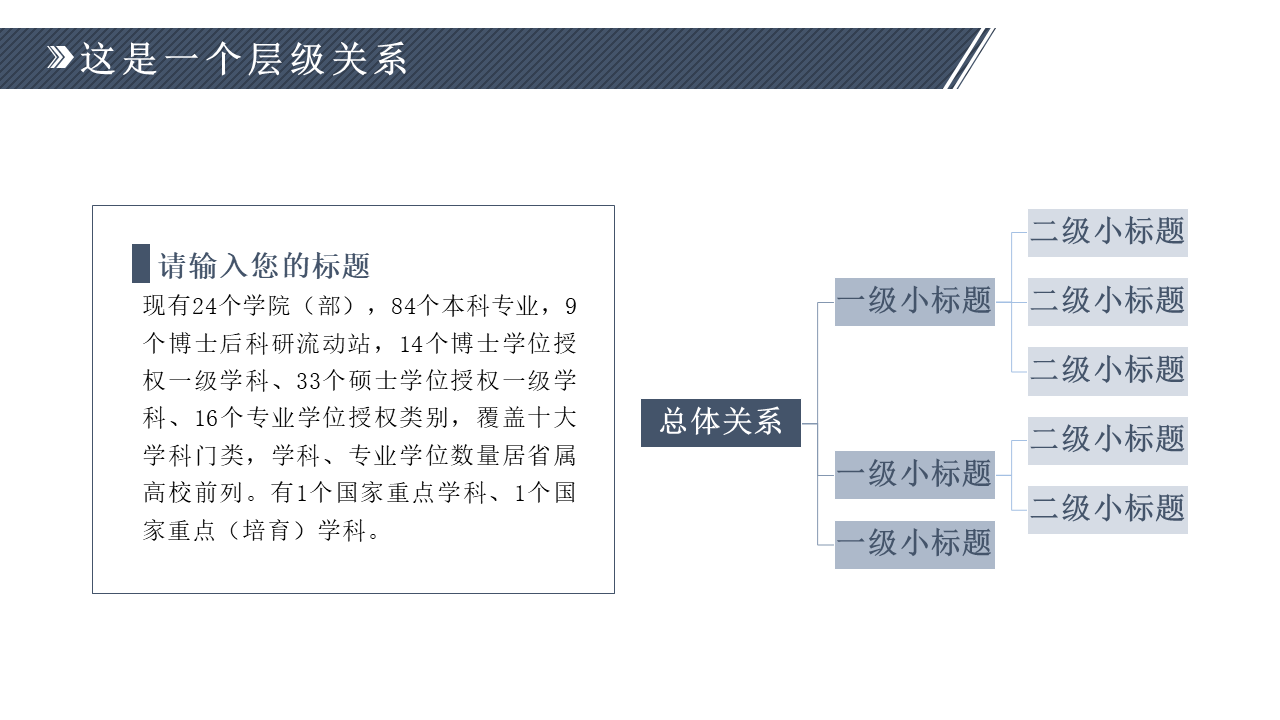 这是一个层级关系
请输入您的标题
现有24个学院（部），84个本科专业，9
个博士后科研流动站，14个博士学位授
权一级学科、33个硕士学位授权一级学
科、16个专业学位授权类别，覆盖十大
学科门类，学科、专业学位数量居省属
高校前列。有1个国家重点学科、1个国
家重点（培育）学科。
总体关系
一级小标题
二级小标题
二级小标题
二级小标题
一级小标题
二级小标题
二级小标题
一级小标题